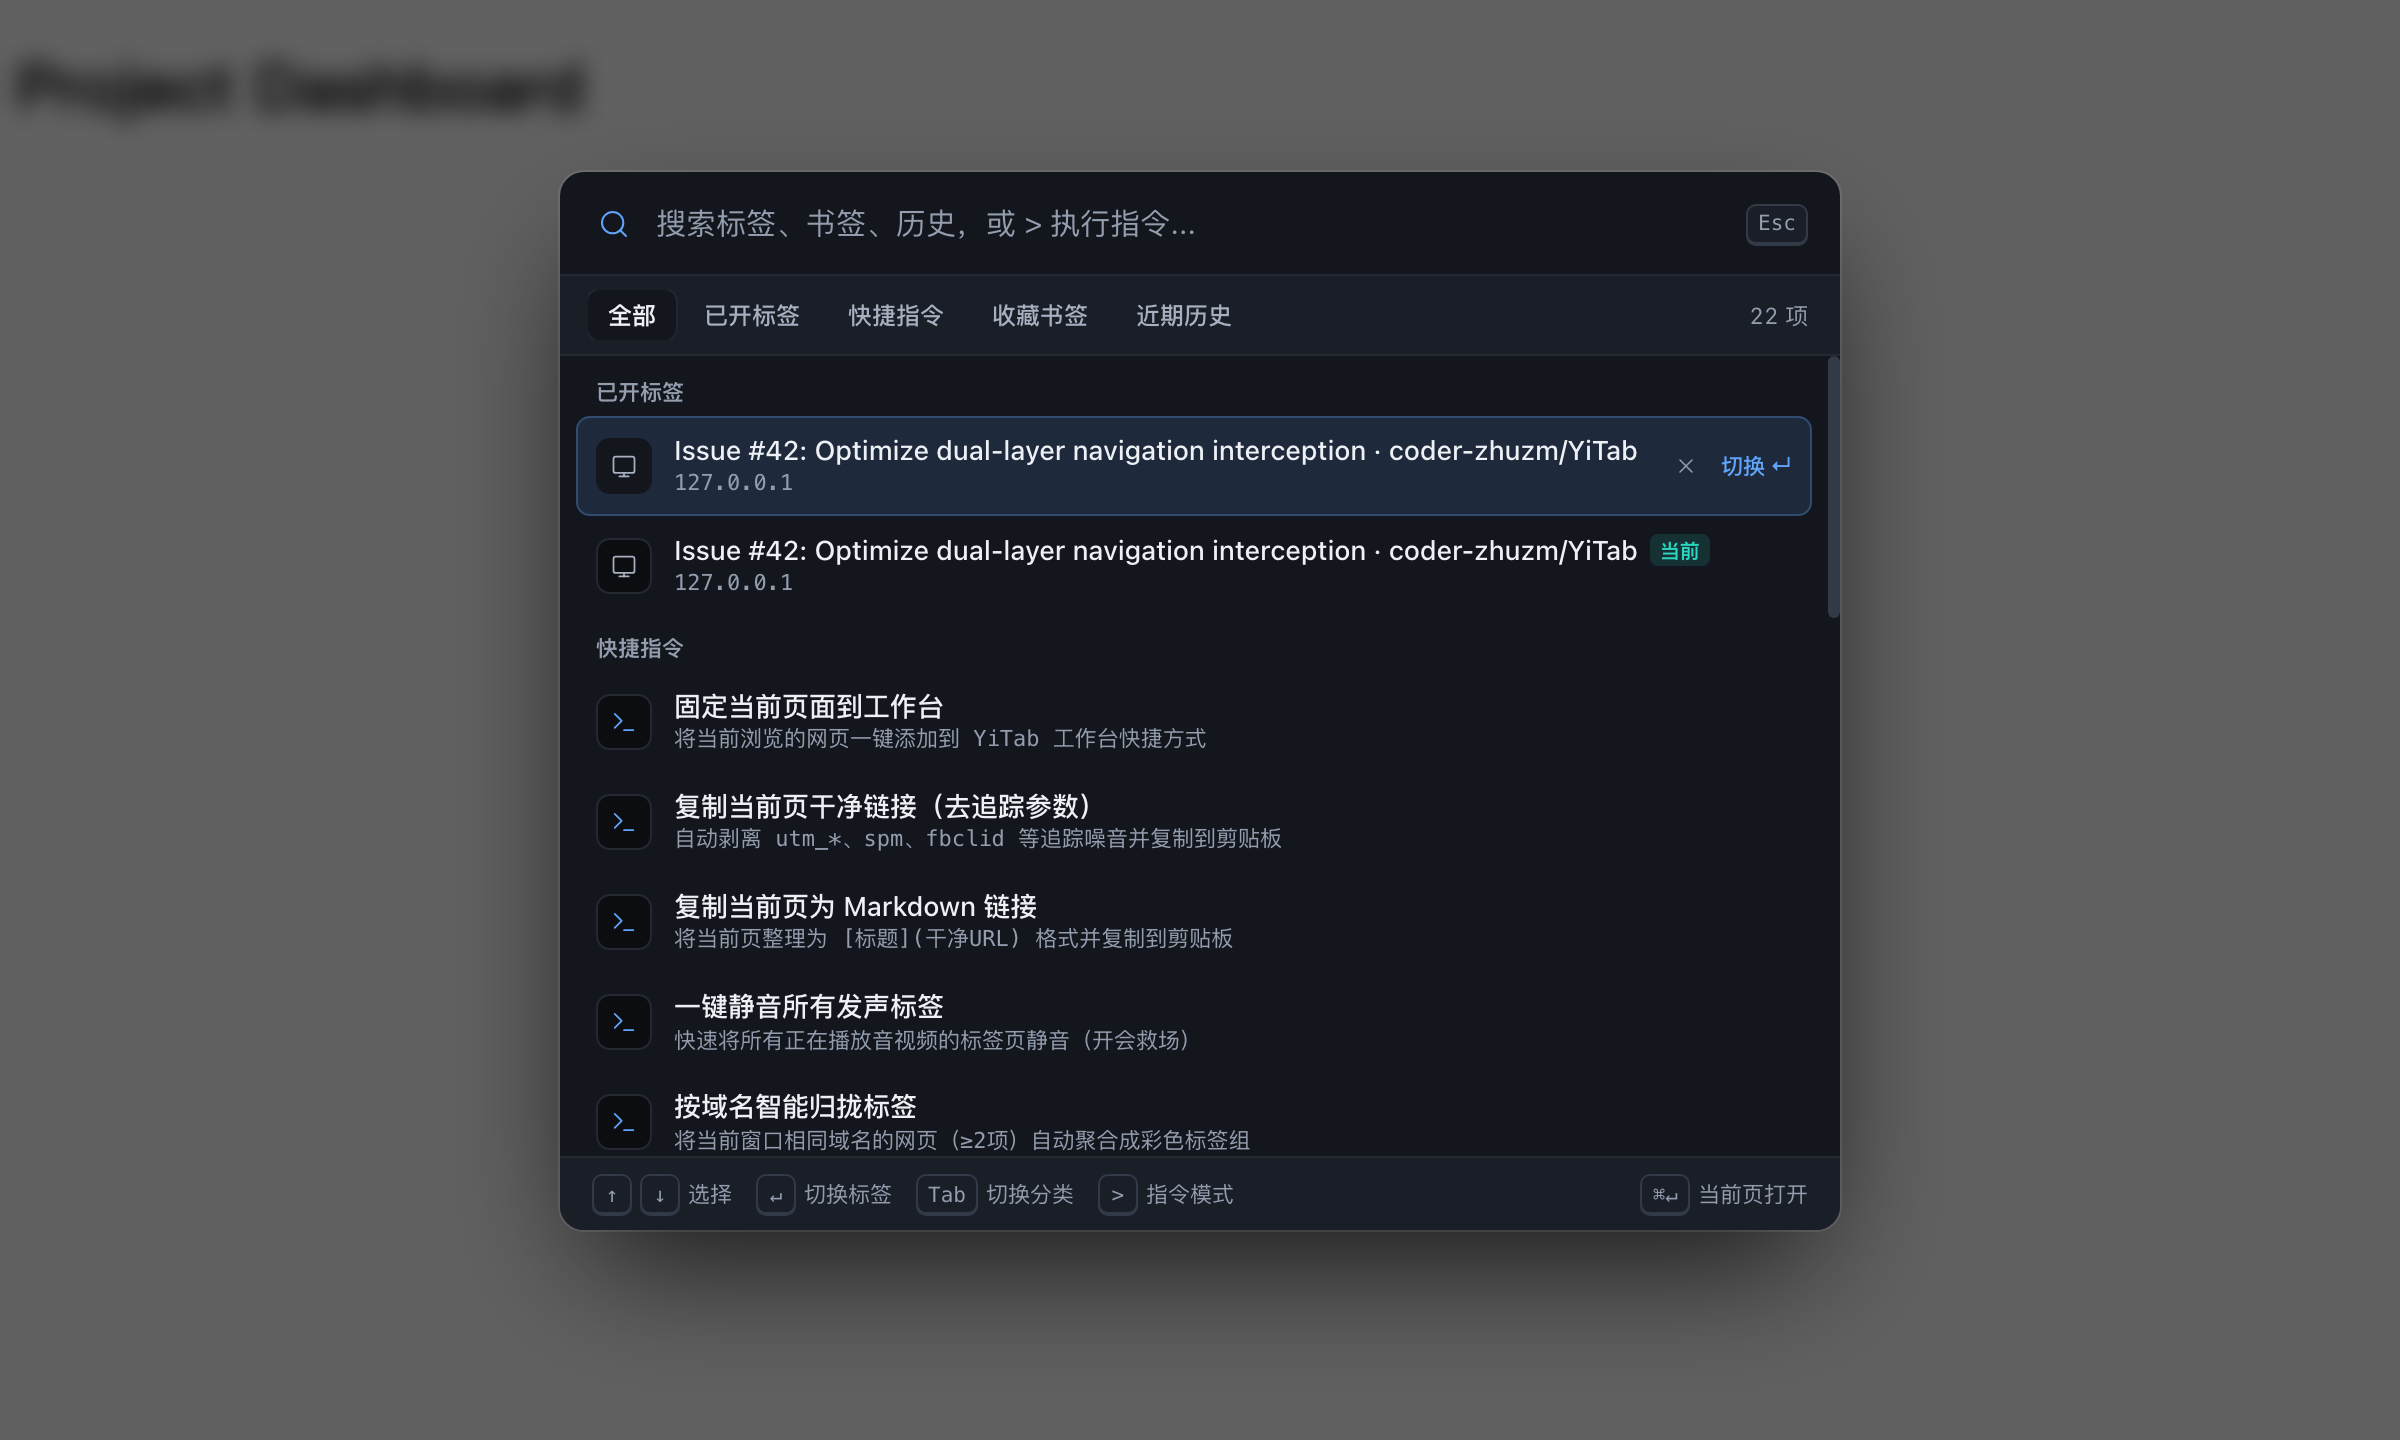 Project Dashboard
搜索标签、书签、历史，或 > 执行指令...
Esc
全部 已开标签 快捷指令 收藏书签 近期历史 22 项
已开标签
Issue #42: Optimize dual-layer navigation interception · coder-zhuzm/YiTab
127.0.0.1
切换 ↵
Issue #42: Optimize dual-layer navigation interception · coder-zhuzm/YiTab 当前
127.0.0.1
快捷指令
固定当前页面到工作台
将当前浏览的网页一键添加到 YiTab 工作台快捷方式
复制当前页干净链接（去追踪参数）
自动剥离 utm_*、spm、fbclid 等追踪噪音并复制到剪贴板
复制当前页为 Markdown 链接
将当前页整理为 [标题](干净URL) 格式并复制到剪贴板
一键静音所有发声标签
快速将所有正在播放音视频的标签页静音（开会救场）
按域名智能归拢标签
将当前窗口相同域名的网页（≥2项）自动聚合成彩色标签组
↑ ↓ 选择 ↵ 切换标签 Tab 切换分类 > 指令模式 ⌘↵ 当前页打开